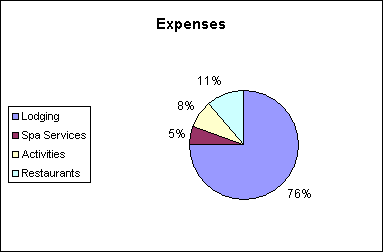 Expenses
11%
8%
5%
76%
Lodging
Spa Services
Activities
Restaurants